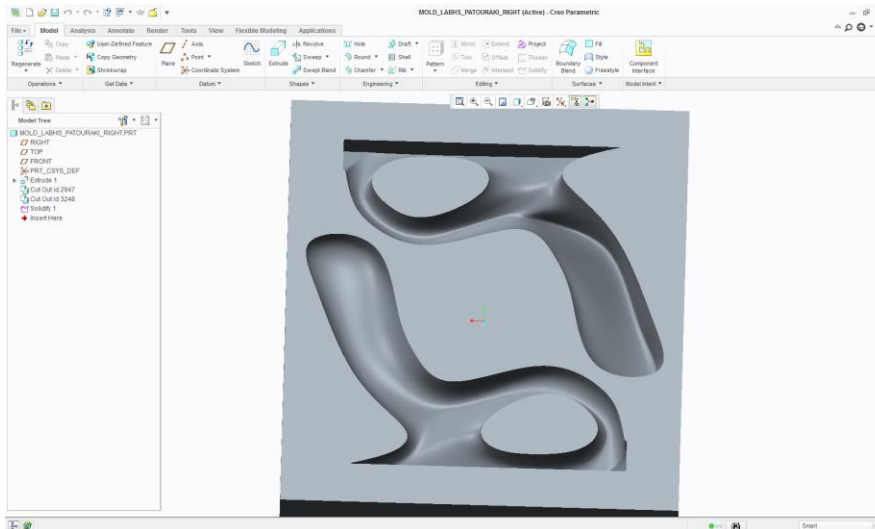 MOLD_LABHS_PATOURAKI_RIGHT (Active) - Creo Parametric
File Model Analysis Annotate Render Tools View Flexible Modeling Applications
Regenerate
Copy
Paste
Delete
User-Defined Feature
Copy Geometry
Shrinkwrap
Plane
Axis
Point
Coordinate System
Sketch
Extrude
Revolve
Sweep
Swept Blend
Hole
Round
Chamfer
Draft
Shell
Rib
Pattern
Mirror
Trim
Merge
Extend
Offset
Intersect
Project
Thicken
Solidify
Boundary Blend
Fill
Style
Freestyle
Component Interface
Operations Get Data Datum Shapes Engineering Editing Surfaces Model Intent
Model Tree
MOLD_LABHS_PATOURAKI_RIGHT.PRT
RIGHT
TOP
FRONT
PRT_CSYS_DEF
Extrude 1
Cut Out id 2847
Cut Out id 3248
Solidify 1
Insert Here
Smart